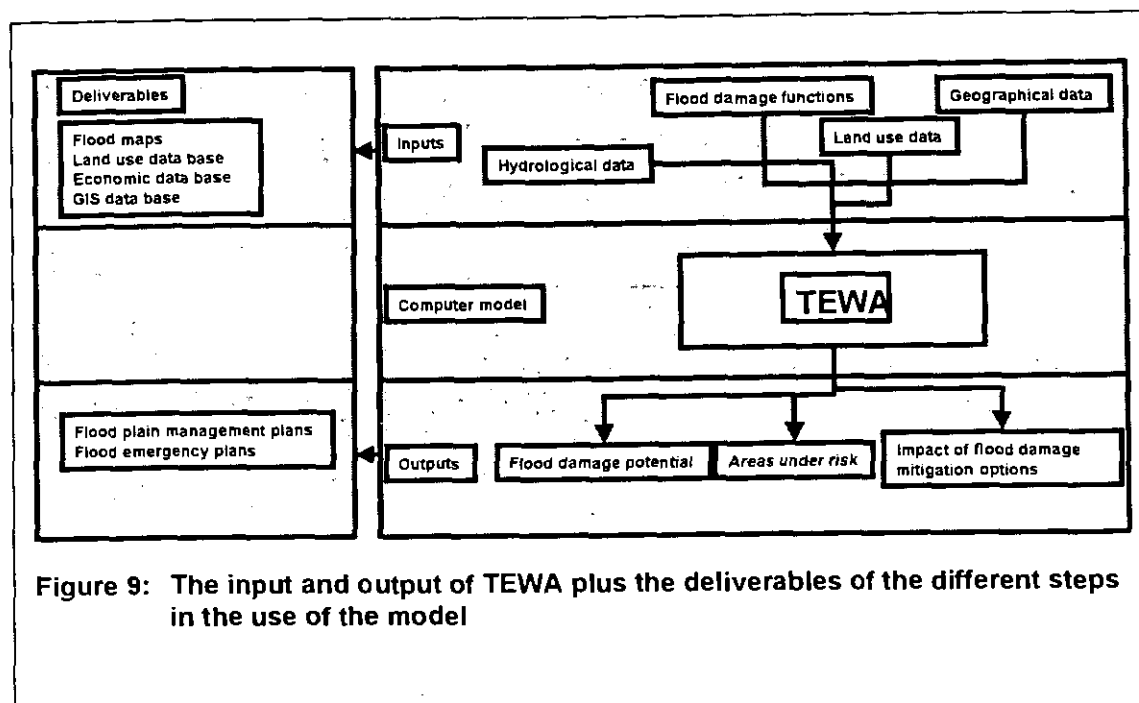 Deliverables
Flood maps
Land use data base
Economic data base
GIS data base
Inputs
Flood damage functions
Geographical data
Land use data
Hydrological data
Computer model
TEWA
Flood plain management plans
Flood emergency plans
Outputs
Flood damage potential
Areas under risk
Impact of flood damage
mitigation options
Figure 9: The input and output of TEWA plus the deliverables of the different steps
in the use of the model